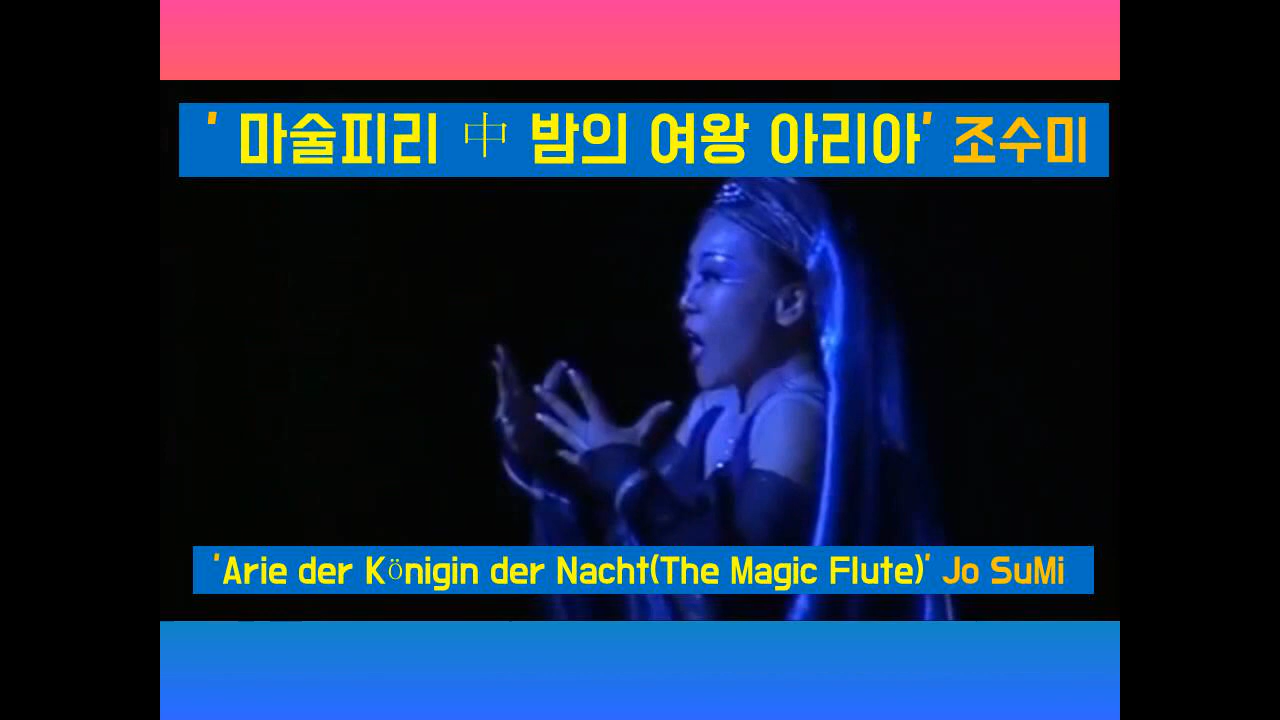 ' 마술피리 中 밤의 여왕 아리아' 조수미
'Arie der Königin der Nacht(The Magic Flute)' Jo SuMi